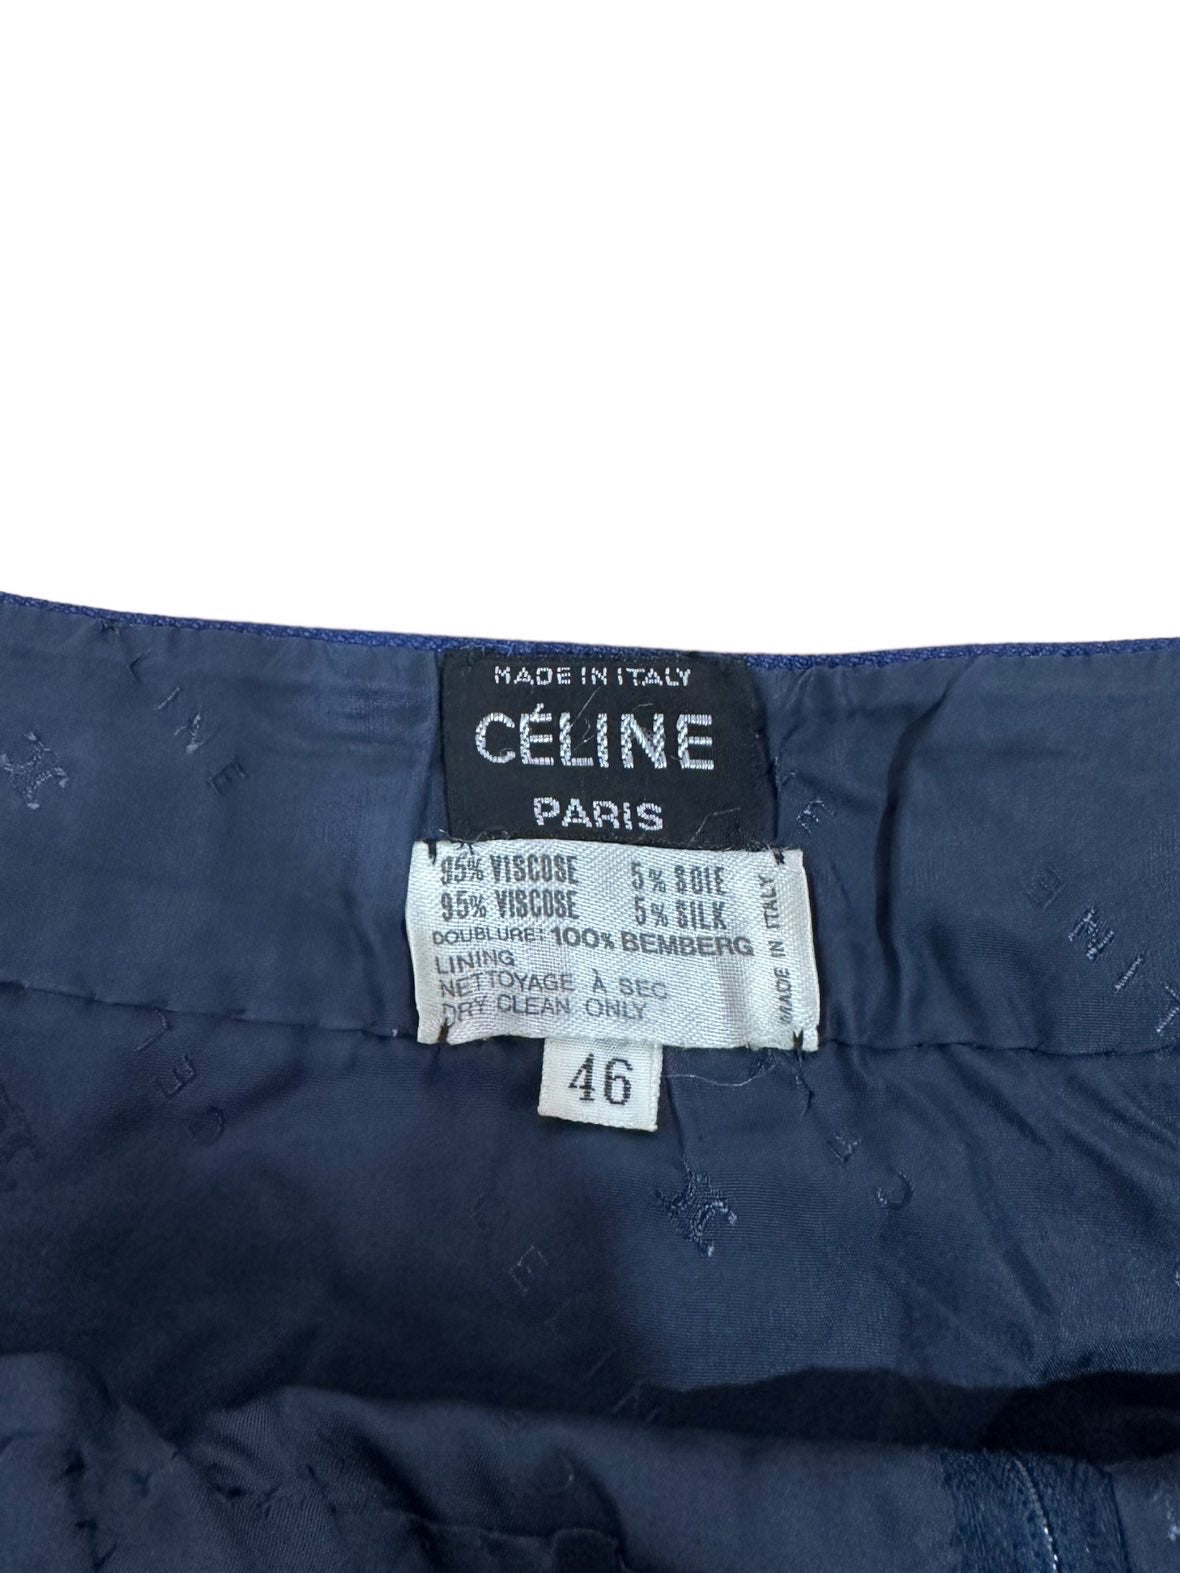 MADE IN ITALY
CÉLINE
PARIS
95% VISCOSE 5% SOIE
95% VISCOSE 5% SILK
DOUBLURE: 100% BEMBERG
LINING
NETTOYAGE À SEC
DRY CLEAN ONLY
MADE IN ITALY
46